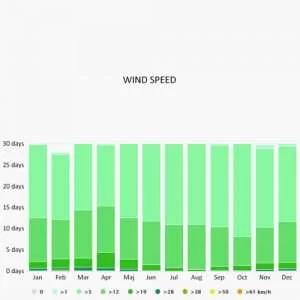 WIND SPEED
30 days
25 days
20 days
15 days
10 days
5 days
0 days
Jan Feb Mar Apr Maj Jun Jul Aug Sep Okt Nov Dec
0 >1 >5 >12 >19 >28 >38 >50 >61 km/h